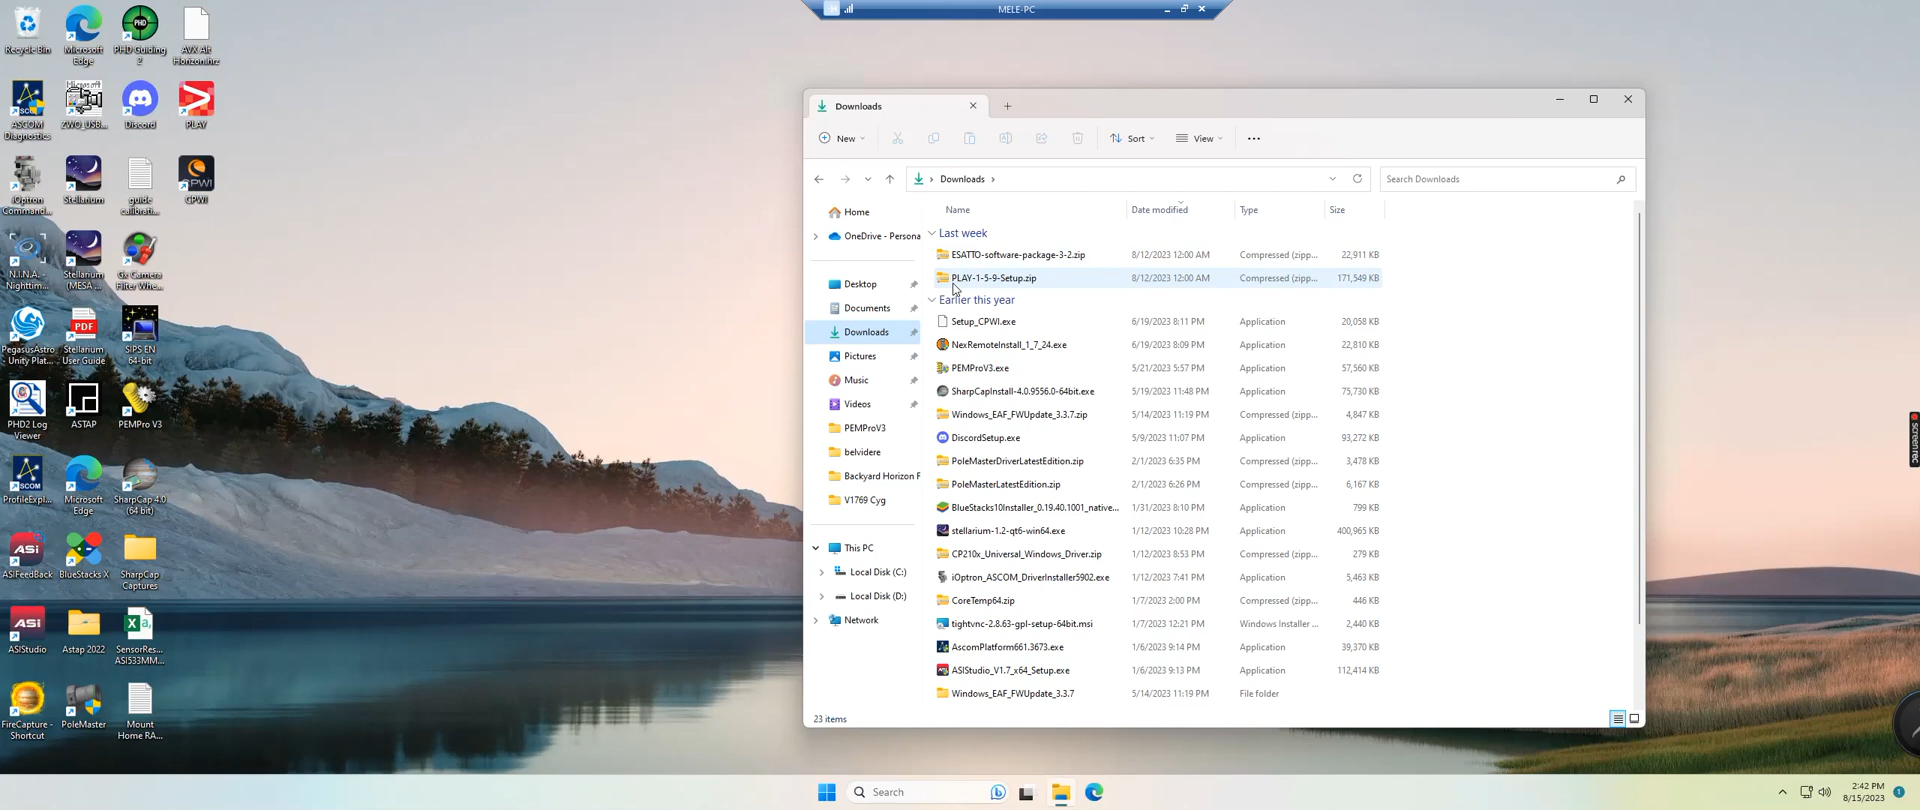 MELE-PC
Recycle Bin
Microsoft Edge
PHD Guiding 2
AVX Alt Horizon.hrz
ASCOM Diagnostics
ZWO_USB...
Discord
PLAY
iOptron Command...
Stellarium
guide calibrati...
CPWI
N.I.N.A. - Nighttim...
Stellarium (MESA ...
Gx Camera Filter Whe...
PegasusAstro - Unity Plat...
Stellarium User Guide
SIPS EN 64-bit
PHD2 Log Viewer
ASTAP
PEMPro V3
ProfileExpl...
Microsoft Edge
SharpCap 4.0 (64 bit)
ASIFeedBack
BlueStacks X
SharpCap Captures
ASIStudio
Astap 2022
SensorRes... ASI533MM...
FireCapture - Shortcut
PoleMaster
Mount Home RA...
Downloads
New
Sort
View
Downloads
Search Downloads
Home
OneDrive - Persona
Desktop
Documents
Downloads
Pictures
Music
Videos
PEMProV3
belvidere
Backyard Horizon F
V1769 Cyg
This PC
Local Disk (C:)
Local Disk (D:)
Network
Name Date modified Type Size
Last week
ESATTO-software-package-3-2.zip 8/12/2023 12:00 AM Compressed (zipp... 22,911 KB
PLAY-1-5-9-Setup.zip 8/12/2023 12:00 AM Compressed (zipp... 171,549 KB
Earlier this year
Setup_CPWI.exe 6/19/2023 8:11 PM Application 20,058 KB
NexRemoteInstall_1_7_24.exe 6/19/2023 8:09 PM Application 22,810 KB
PEMProV3.exe 5/21/2023 5:57 PM Application 57,560 KB
SharpCapInstall-4.0.9556.0-64bit.exe 5/19/2023 11:48 PM Application 75,730 KB
Windows_EAF_FWUpdate_3.3.7.zip 5/14/2023 11:19 PM Compressed (zipp... 4,847 KB
DiscordSetup.exe 5/9/2023 11:07 PM Application 93,272 KB
PoleMasterDriverLatestEdition.zip 2/1/2023 6:35 PM Compressed (zipp... 3,478 KB
PoleMasterLatestEdition.zip 2/1/2023 6:26 PM Compressed (zipp... 6,167 KB
BlueStacks10Installer_0.19.40.1001_native... 1/31/2023 8:10 PM Application 799 KB
stellarium-1.2-qt6-win64.exe 1/12/2023 10:28 PM Application 400,965 KB
CP210x_Universal_Windows_Driver.zip 1/12/2023 8:53 PM Compressed (zipp... 279 KB
iOptron_ASCOM_DriverInstaller5902.exe 1/12/2023 7:41 PM Application 5,463 KB
CoreTemp64.zip 1/7/2023 2:00 PM Compressed (zipp... 446 KB
tightvnc-2.8.63-gpl-setup-64bit.msi 1/7/2023 12:21 PM Windows Installer ... 2,440 KB
AscomPlatform661.3673.exe 1/6/2023 9:14 PM Application 39,370 KB
ASIStudio_V1.7_x64_Setup.exe 1/6/2023 9:13 PM Application 112,414 KB
Windows_EAF_FWUpdate_3.3.7 5/14/2023 11:19 PM File folder
23 items
screenrec
Search
2:42 PM
8/15/2023
1